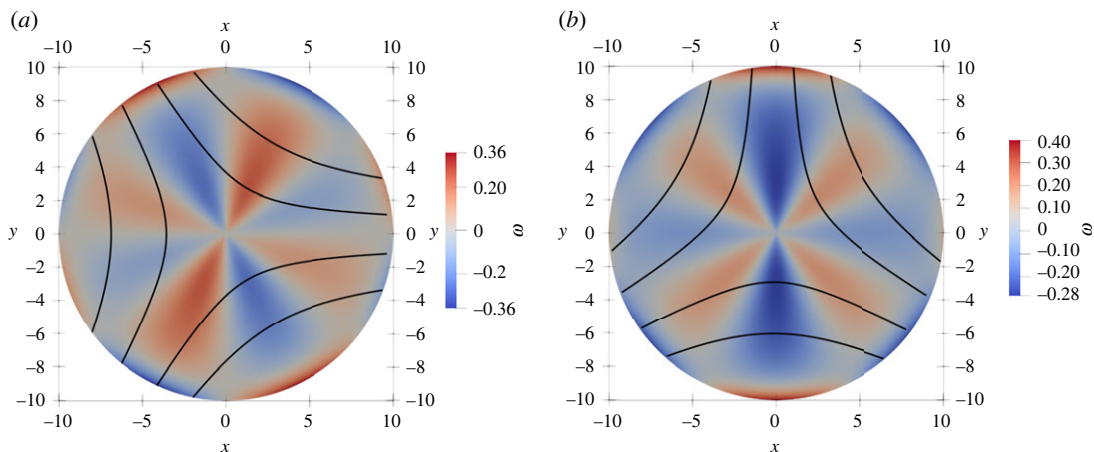 (a)
x
–10 –5 0 5 10
10 10
8 8
6 6
4 4
2 2
y 0 0 y
–2 –2
–4 –4
–6 –6
–8 –8
–10 –10
–10 –5 0 5 10
x
0.36
0.20
0
–0.2
–0.36
ω
(b)
x
–10 –5 0 5 10
10 10
8 8
6 6
4 4
2 2
0 0 y
–2 –2
–4 –4
–6 –6
–8 –8
–10 –10
–10 –5 0 5 10
x
0.40
0.30
0.20
0.10
0
–0.10
–0.20
–0.28
ω